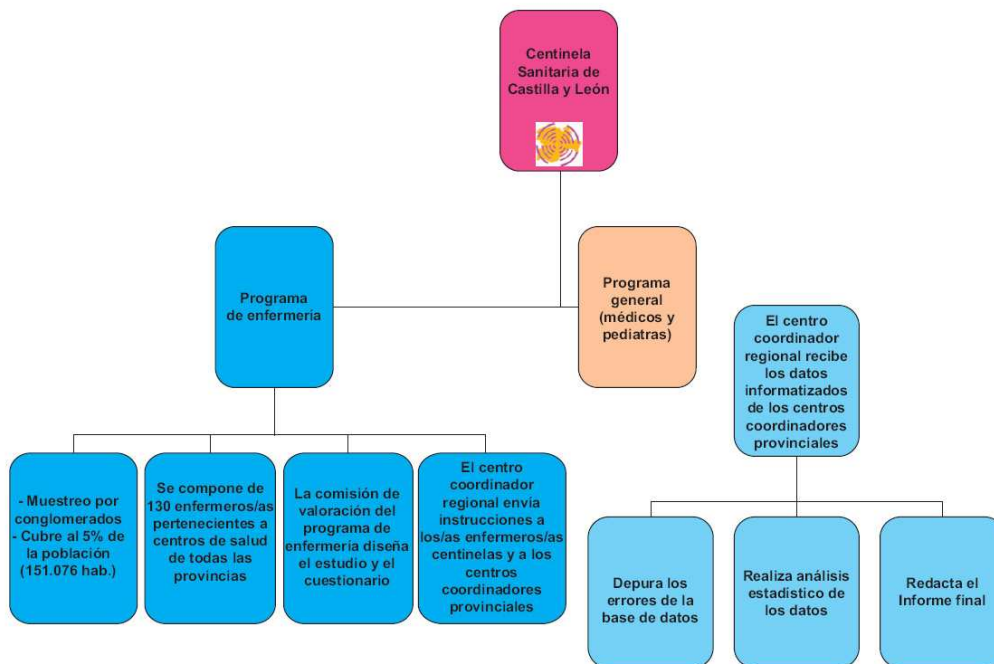 Centinela
Sanitaria de
Castilla y León
Programa
de enfermería
Programa
general
(médicos y
pediatras)
El centro
coordinador
regional recibe
los datos
informatizados
de los centros
coordinadores
provinciales
- Muestreo por
conglomerados
- Cubre al 5% de
la población
(151.076 hab.)
Se compone de
130 enfermeros/as
pertenecientes a
centros de salud
de todas las
provincias
La comisión de
valoración del
programa de
enfermería diseña
el estudio y el
cuestionario
El centro
coordinador
regional envía
instrucciones a
los/as enfermeros/as
centinelas y a los
centros
coordinadores
provinciales
Depura los
errores de la
base de datos
Realiza análisis
estadístico de
los datos
Redacta el
Informe final